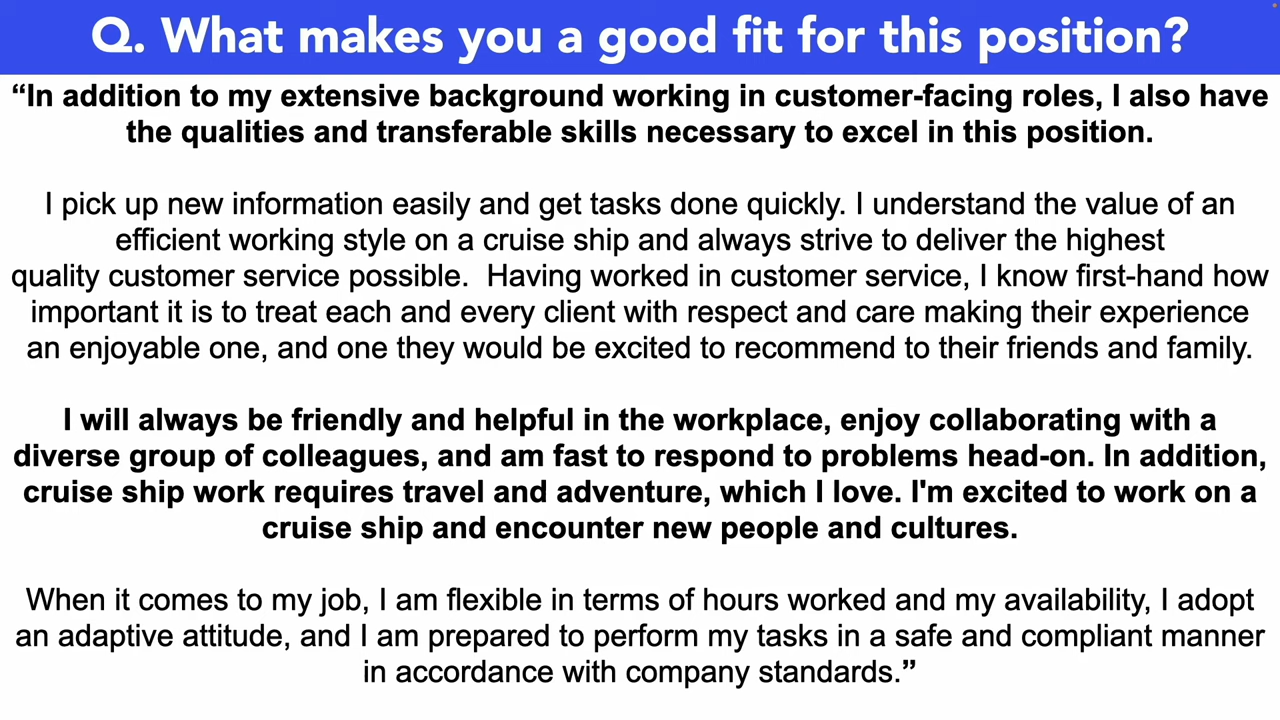 Q. What makes you a good fit for this position?
“In addition to my extensive background working in customer-facing roles, I also have
the qualities and transferable skills necessary to excel in this position.
I pick up new information easily and get tasks done quickly. I understand the value of an
efficient working style on a cruise ship and always strive to deliver the highest
quality customer service possible.  Having worked in customer service, I know first-hand how
important it is to treat each and every client with respect and care making their experience
an enjoyable one, and one they would be excited to recommend to their friends and family.
I will always be friendly and helpful in the workplace, enjoy collaborating with a
diverse group of colleagues, and am fast to respond to problems head-on. In addition,
cruise ship work requires travel and adventure, which I love. I'm excited to work on a
cruise ship and encounter new people and cultures.
When it comes to my job, I am flexible in terms of hours worked and my availability, I adopt
an adaptive attitude, and I am prepared to perform my tasks in a safe and compliant manner
in accordance with company standards.”